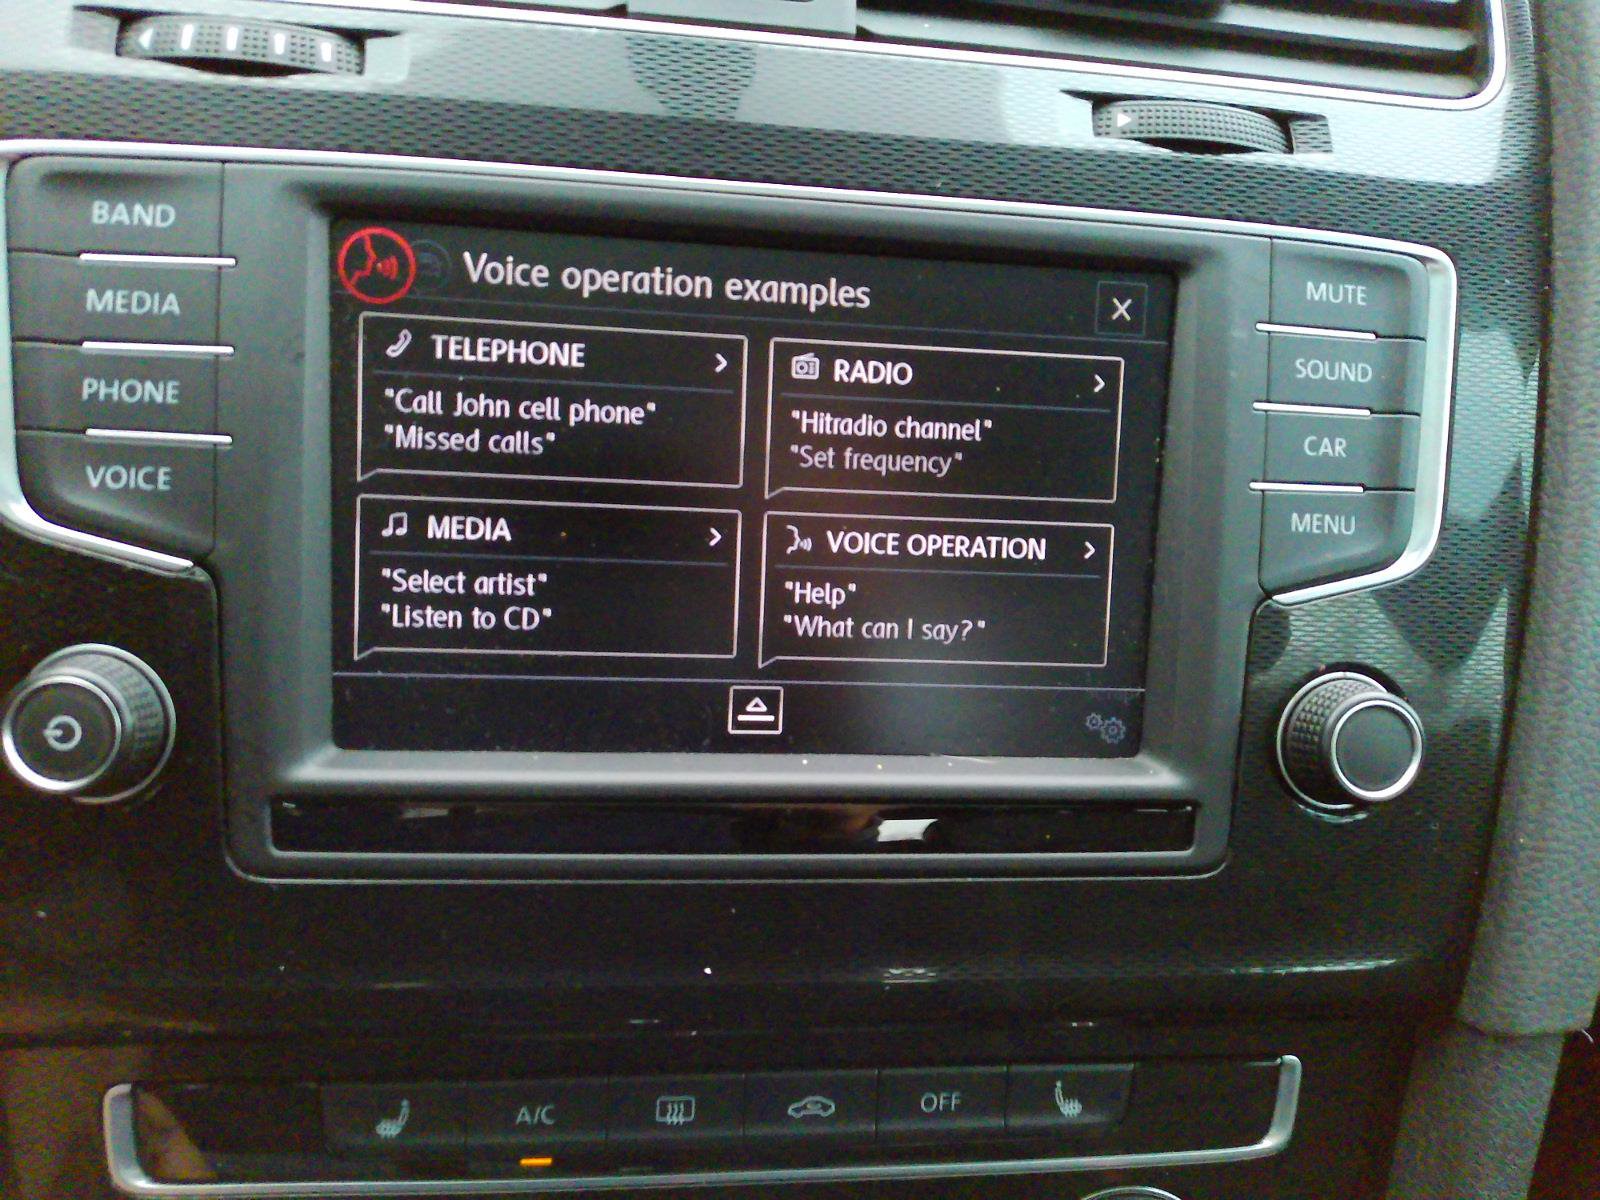 BAND
MEDIA
PHONE
VOICE
Voice operation examples
X
TELEPHONE
"Call John cell phone"
"Missed calls"
RADIO
"Hitradio channel"
"Set frequency"
MEDIA
"Select artist"
"Listen to CD"
VOICE OPERATION
"Help"
"What can I say?"
MUTE
SOUND
CAR
MENU
A/C
OFF